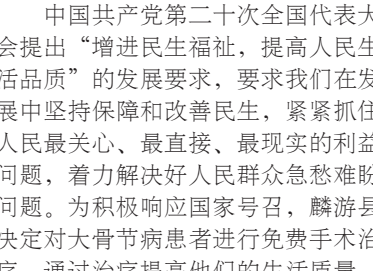 中国共产党第二十次全国代表大
会提出“增进民生福祉，提高人民生
活品质”的发展要求，要求我们在发
展中坚持保障和改善民生，紧紧抓住
人民最关心、最直接、最现实的利益
问题，着力解决好人民群众急愁难盼
问题。为积极响应国家号召，麟游县
决定对大骨节病患者进行免费手术治
疗，通过治疗提高他们的生活质量，